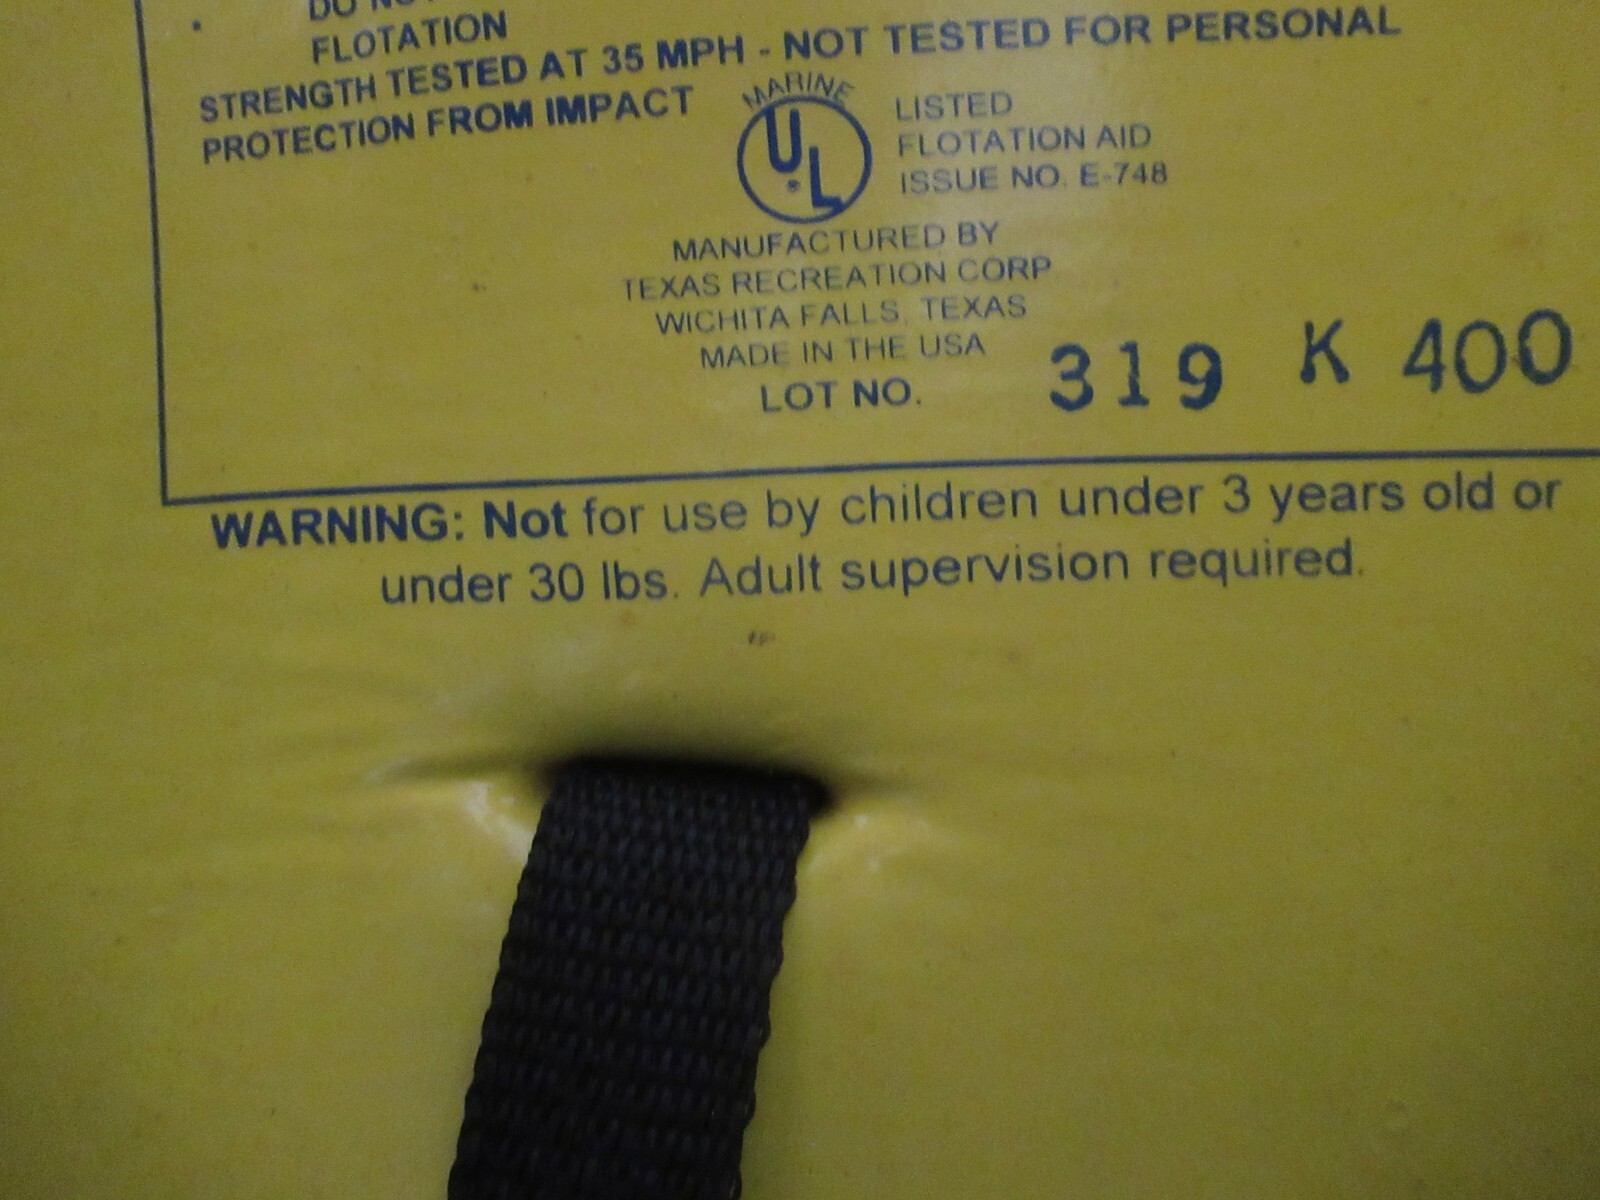 DO NO
FLOTATION
STRENGTH TESTED AT 35 MPH - NOT TESTED FOR PERSONAL
PROTECTION FROM IMPACT
MARINE
UL
LISTED
FLOTATION AID
ISSUE NO. E-748
MANUFACTURED BY
TEXAS RECREATION CORP
WICHITA FALLS, TEXAS
MADE IN THE USA
LOT NO. 319 K 400
WARNING: Not for use by children under 3 years old or
under 30 lbs. Adult supervision required.